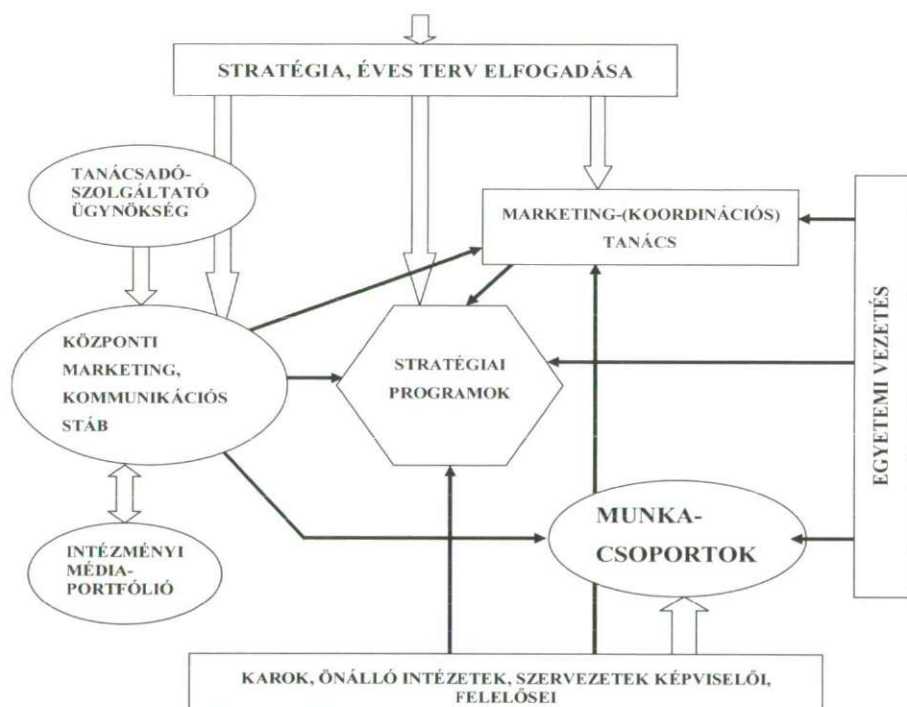 STRATÉGIA, ÉVES TERV ELFOGADÁSA
TANÁCSADÓ-
SZOLGÁLTATÓ
ÜGYNÖKSÉG
MARKETING-(KOORDINÁCIÓS)
TANÁCS
KÖZPONTI
MARKETING,
KOMMUNIKÁCIÓS
STÁB
STRATÉGIAI
PROGRAMOK
EGYETEMI VEZETÉS
MUNKA-
CSOPORTOK
INTÉZMÉNYI
MÉDIA-
PORTFÓLIÓ
KAROK, ÖNÁLLÓ INTÉZETEK, SZERVEZETEK KÉPVISELŐI,
FELELŐSEI